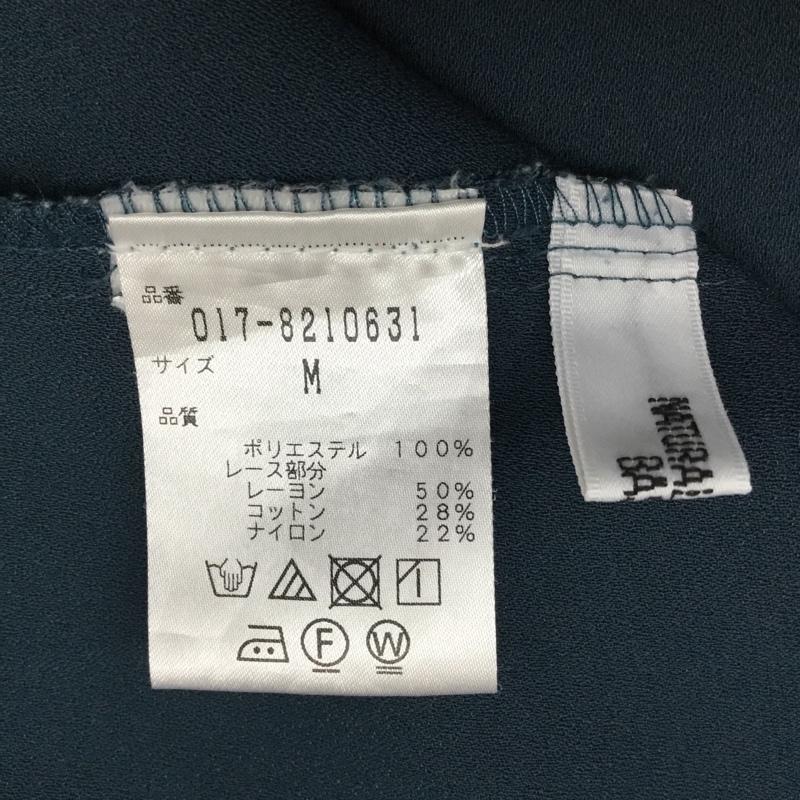 品番
017-8210631
サイズ
M
品質
ポリエステル 100%
レース部分
レーヨン 50%
コットン 28%
ナイロン 22%
F
W